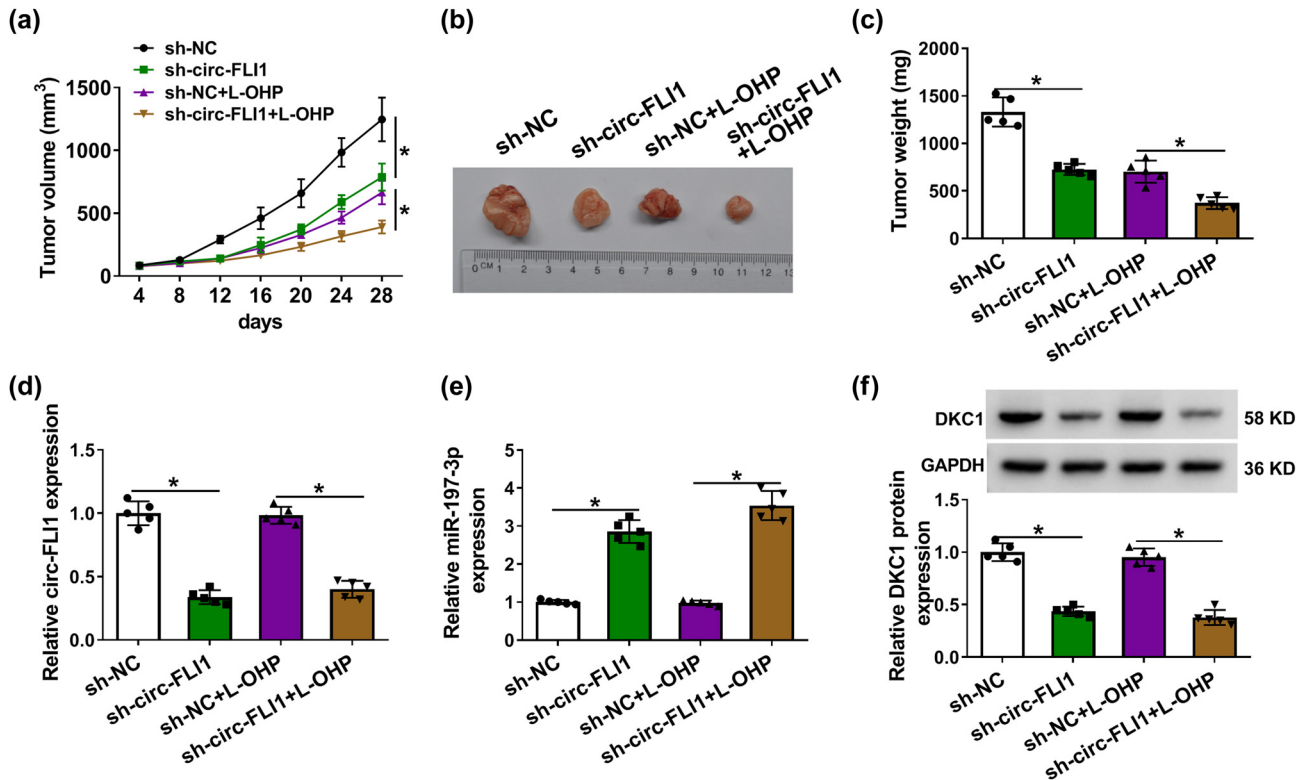 (a)
sh-NC
sh-circ-FLI1
sh-NC+L-OHP
sh-circ-FLI1+L-OHP
Tumor volume (mm³)
1500
1000
500
0
*
*
4 8 12 16 20 24 28
days
(b)
sh-NC
sh-circ-FLI1
sh-NC+L-OHP
sh-circ-FLI1
+L-OHP
0 CM 1 2 3 4 5 6 7 8 9 10 11 12 13
(c)
Tumor weight (mg)
2000
1500
1000
500
0
*
*
sh-NC
sh-circ-FLI1
sh-NC+L-OHP
sh-circ-FLI1+L-OHP
(d)
Relative circ-FLI1 expression
1.5
1.0
0.5
0.0
*
*
sh-NC
sh-circ-FLI1
sh-NC+L-OHP
sh-circ-FLI1+L-OHP
(e)
Relative miR-197-3p
expression
5
4
3
2
1
0
*
*
sh-NC
sh-circ-FLI1
sh-NC+L-OHP
sh-circ-FLI1+L-OHP
(f)
DKC1
58 KD
GAPDH
36 KD
Relative DKC1 protein
expression
1.5
1.0
0.5
0.0
*
*
sh-NC
sh-circ-FLI1
sh-NC+L-OHP
sh-circ-FLI1+L-OHP